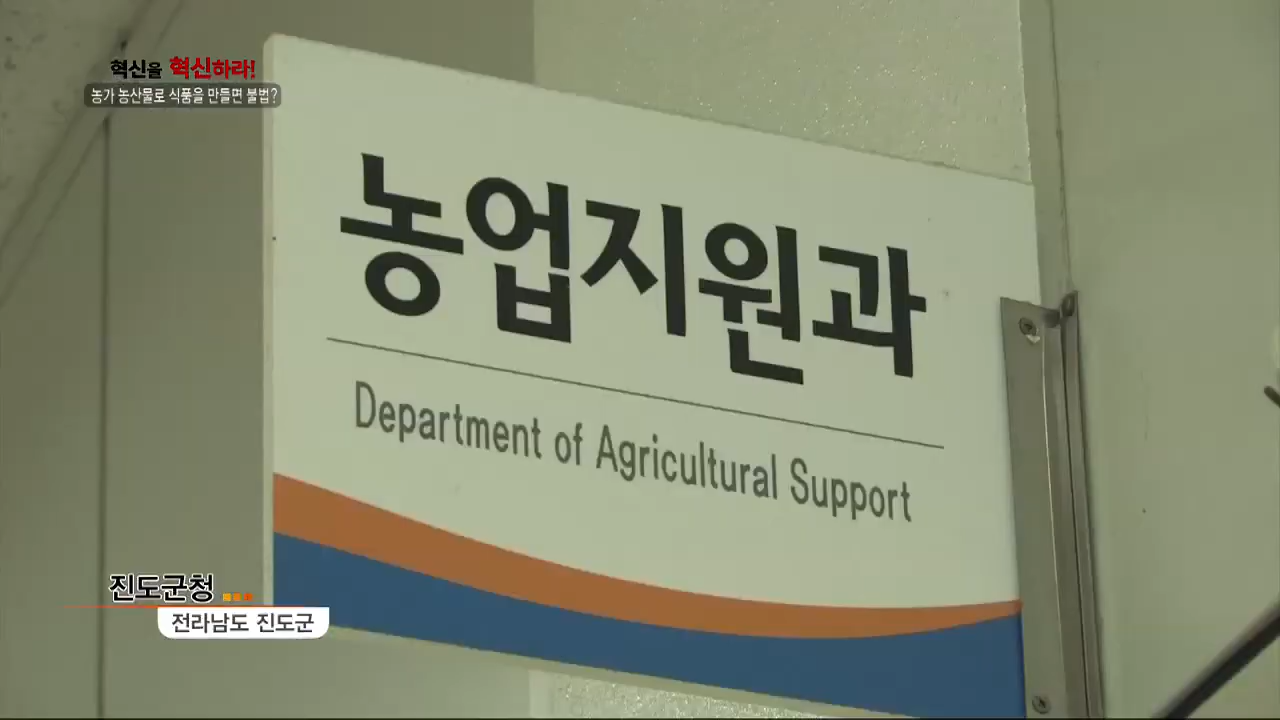 혁신을 혁신하라!
농가 농산물로 식품을 만들면 불법?
농업지원과
Department of Agricultural Support
진도군청
전라남도 진도군